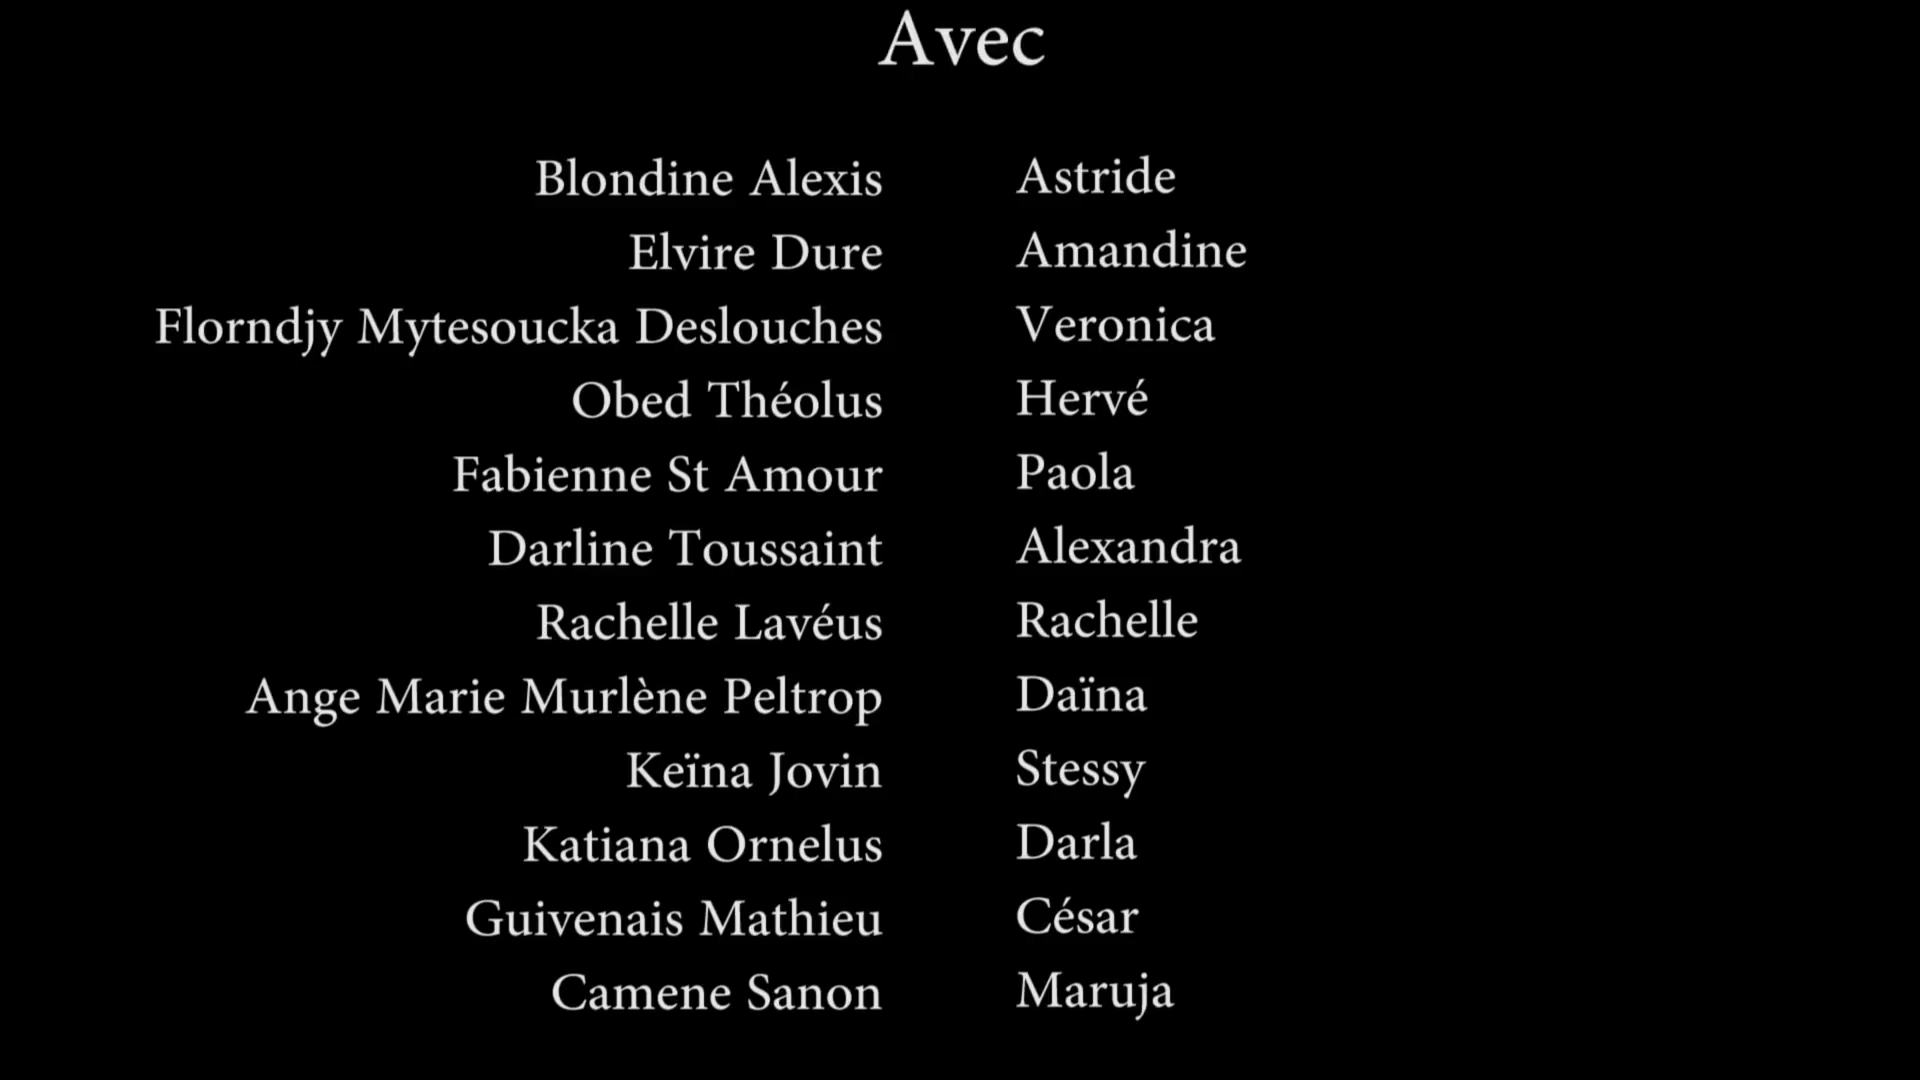 Avec
Blondine Alexis Astride
Elvire Dure Amandine
Florndjy Mytesoucka Deslouches Veronica
Obed Théolus Hervé
Fabienne St Amour Paola
Darline Toussaint Alexandra
Rachelle Lavéus Rachelle
Ange Marie Murlène Peltrop Daïna
Keïna Jovin Stessy
Katiana Ornelus Darla
Guivenais Mathieu César
Camene Sanon Maruja